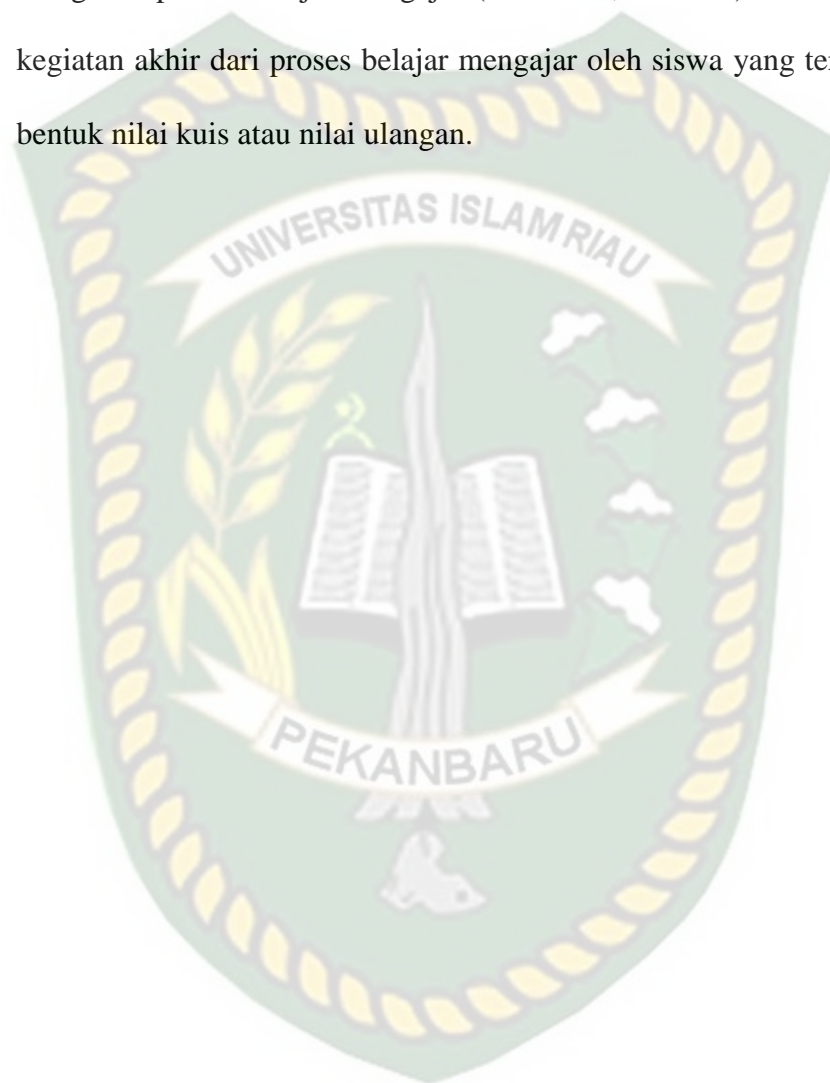 kegiatan akhir dari proses belajar mengajar oleh siswa yang
bentuk nilai kuis atau nilai ulangan.
UNIVERSITAS ISLAM RIAU
PEKANBARU